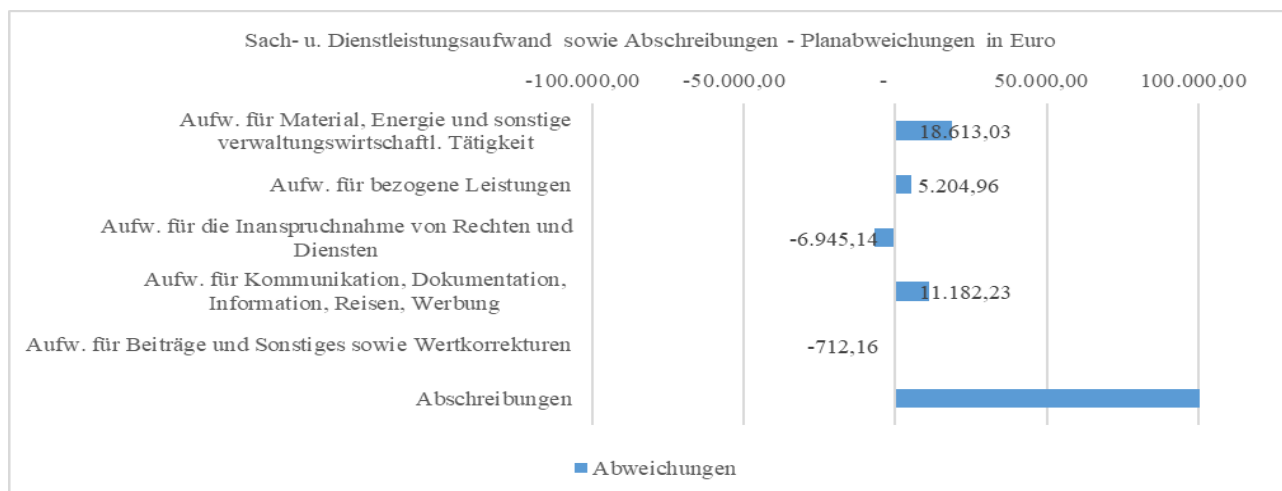 Sach- u. Dienstleistungsaufwand sowie Abschreibungen - Planabweichungen in Euro
-100.000,00 -50.000,00 - 50.000,00 100.000,00
Aufw. für Material, Energie und sonstige
verwaltungswirtschaftl. Tätigkeit
18.613,03
Aufw. für bezogene Leistungen
5.204,96
Aufw. für die Inanspruchnahme von Rechten und
Diensten
-6.945,14
Aufw. für Kommunikation, Dokumentation,
Information, Reisen, Werbung
11.182,23
Aufw. für Beiträge und Sonstiges sowie Wertkorrekturen
-712,16
Abschreibungen
Abweichungen